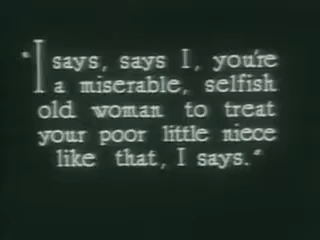 "I says, says I, you're
a miserable, selfish
old woman to treat
your poor little niece
like that, I says."